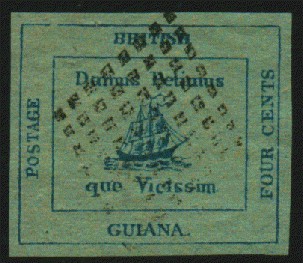 BRITISH
Damus Petimus
que Vicissim
POSTAGE
FOUR CENTS
GUIANA.